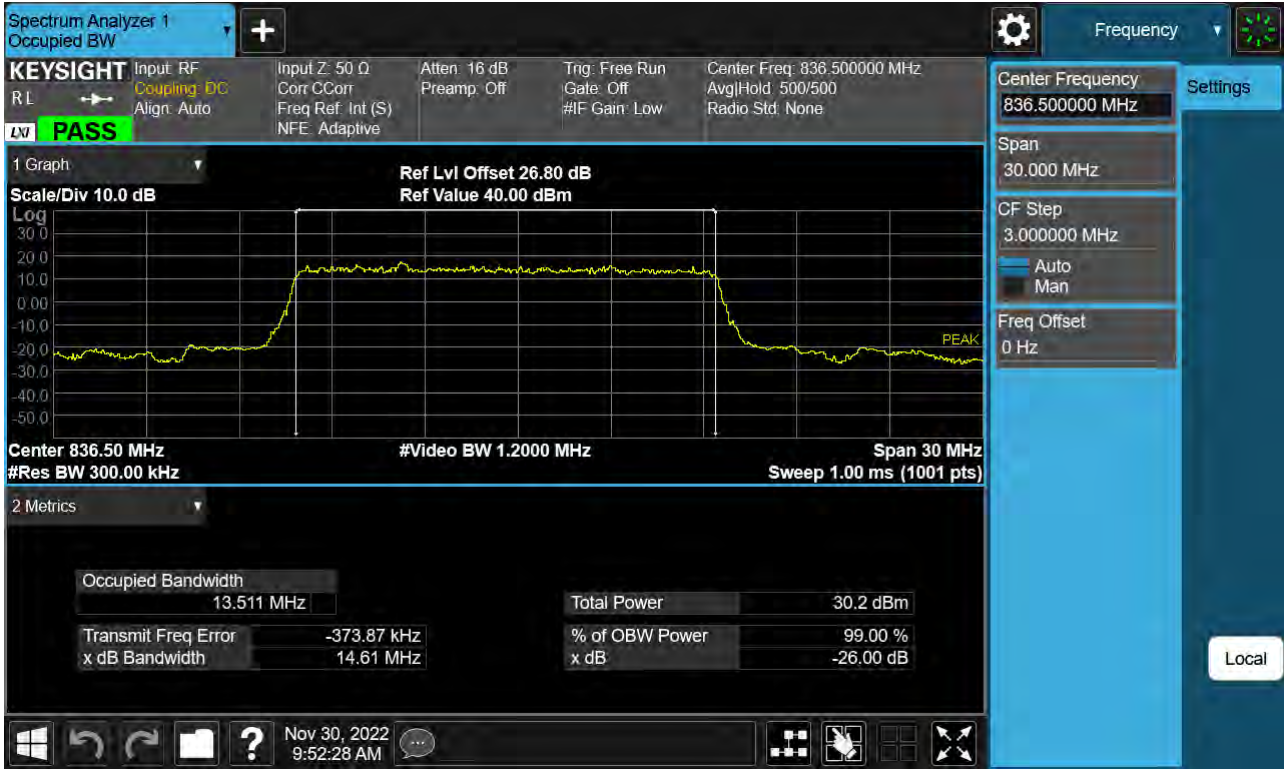 Spectrum Analyzer 1
Occupied BW
+
Frequency
KEYSIGHT
RL
LXI PASS
Input: RF
Coupling: DC
Align: Auto
Input Z: 50 Ω
Corr CCorr
Freq Ref: Int (S)
NFE: Adaptive
Atten: 16 dB
Preamp: Off
Trig: Free Run
Gate: Off
#IF Gain: Low
Center Freq: 836.500000 MHz
Avg|Hold: 500/500
Radio Std: None
Center Frequency
836.500000 MHz
Settings
Span
30.000 MHz
CF Step
3.000000 MHz
Auto
Man
Freq Offset
0 Hz
Local
1 Graph
Scale/Div 10.0 dB
Ref Lvl Offset 26.80 dB
Ref Value 40.00 dBm
Log
30.0
20.0
10.0
0.00
-10.0
-20.0
-30.0
-40.0
-50.0
PEAK
Center 836.50 MHz
#Video BW 1.2000 MHz
Span 30 MHz
#Res BW 300.00 kHz
Sweep 1.00 ms (1001 pts)
2 Metrics
Occupied Bandwidth
13.511 MHz
Total Power 30.2 dBm
Transmit Freq Error -373.87 kHz
% of OBW Power 99.00 %
x dB Bandwidth 14.61 MHz
x dB -26.00 dB
?
Nov 30, 2022
9:52:28 AM